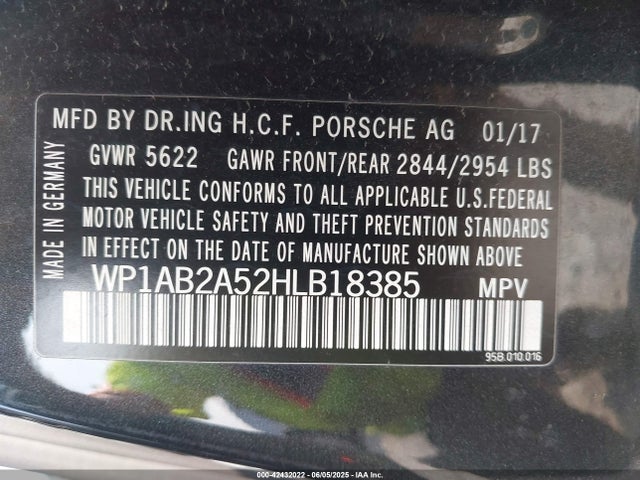 MFD BY DR.ING H.C.F. PORSCHE AG 01/17
GVWR 5622 GAWR FRONT/REAR 2844/2954 LBS
THIS VEHICLE CONFORMS TO ALL APPLICABLE U.S.FEDERAL
MOTOR VEHICLE SAFETY AND THEFT PREVENTION STANDARDS
IN EFFECT ON THE DATE OF MANUFACTURE SHOWN ABOVE
WP1AB2A52HLB18385 MPV
95B.010.016
MADE IN GERMANY
000-42432022 - 06/05/2025 - IAA Inc.